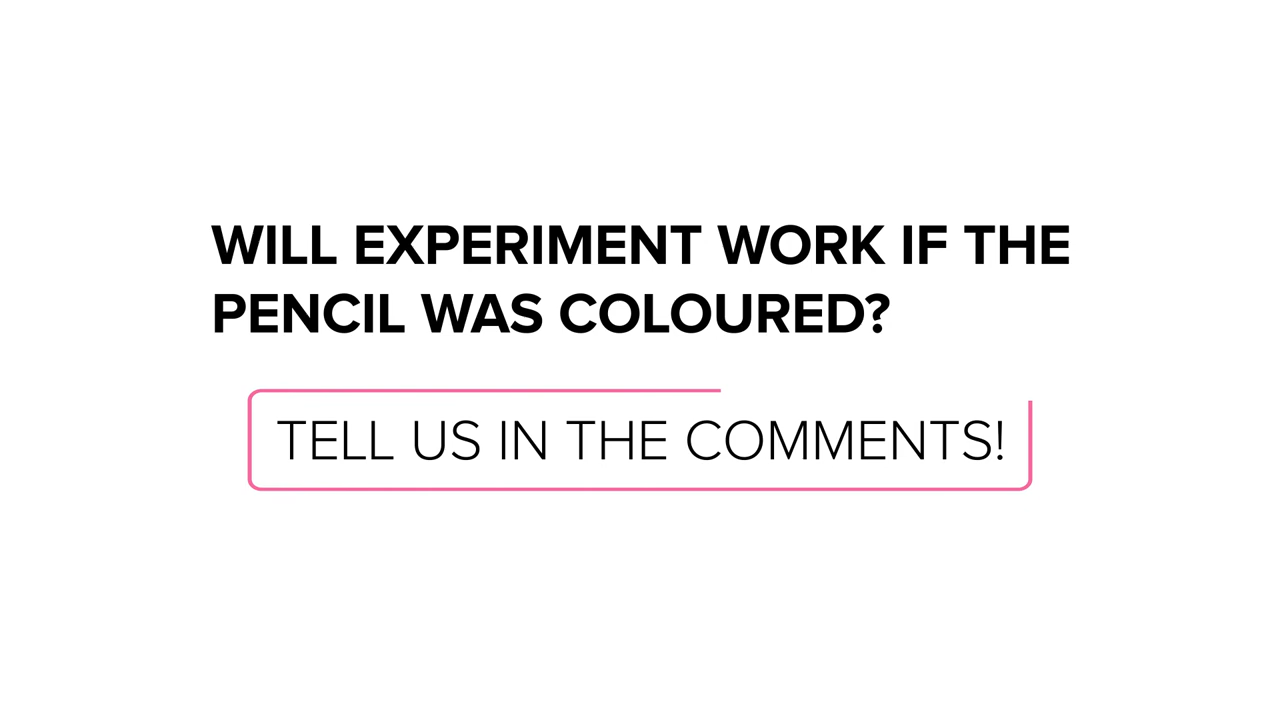 WILL EXPERIMENT WORK IF THE
PENCIL WAS COLOURED?
TELL US IN THE COMMENTS!